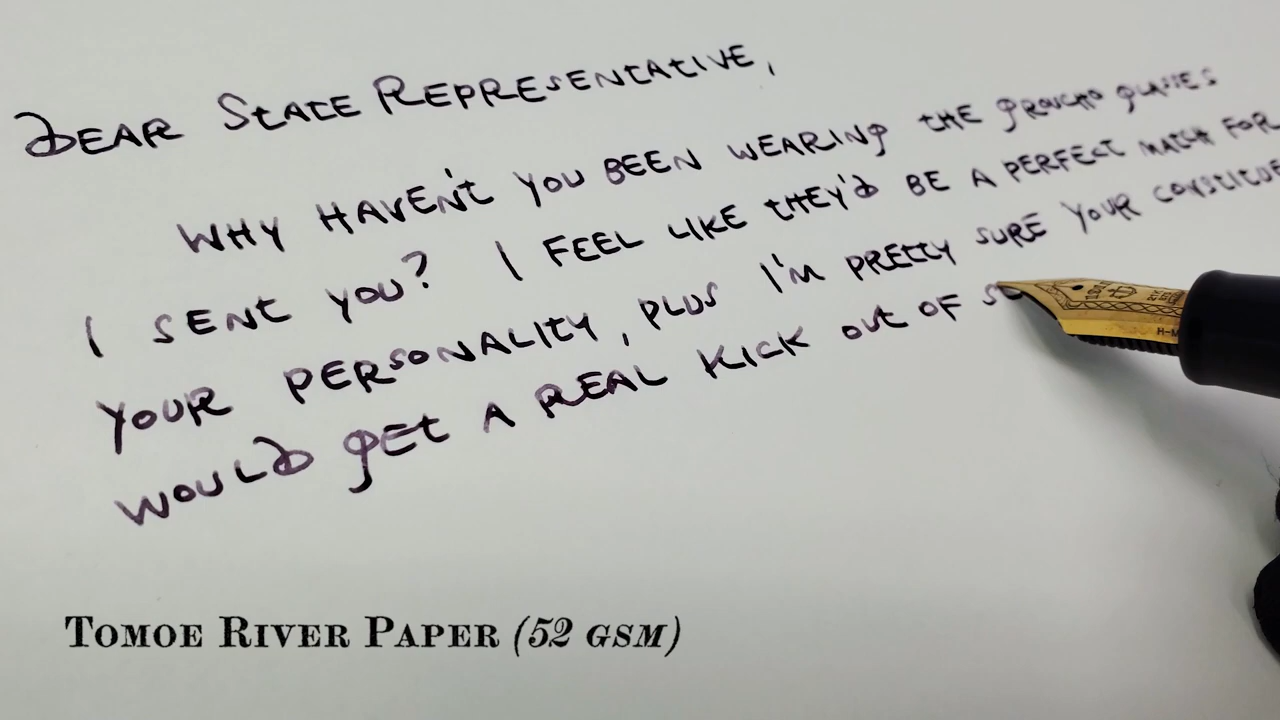 Dear State Representative,
Why haven't you been wearing the groucho glasses
I sent you? I feel like they'd be a perfect match for
your personality, plus I'm pretty sure your
would get a real kick out of
Tomoe River Paper (52 gsm)